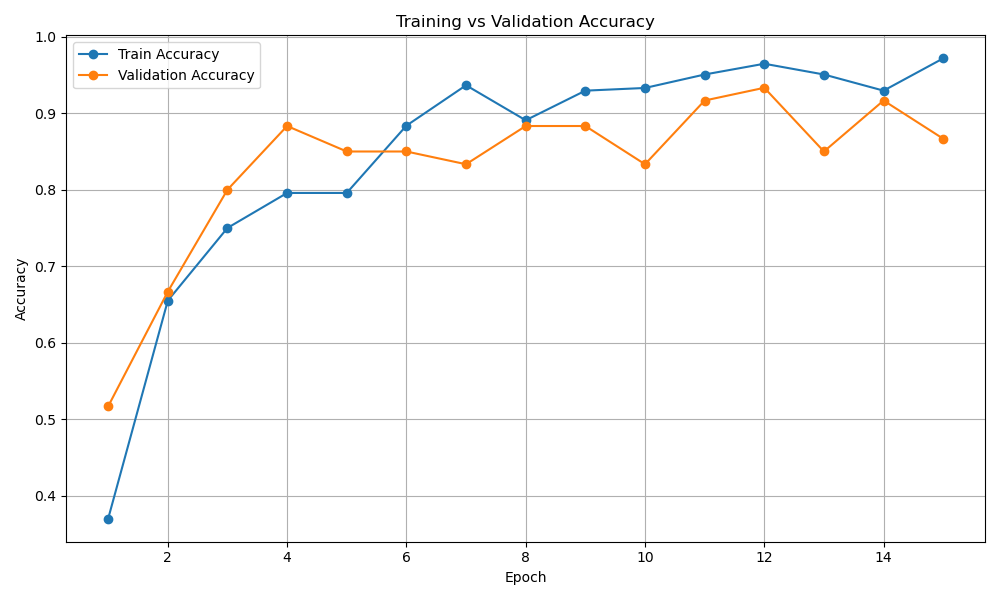 Training vs Validation Accuracy
Train Accuracy
Validation Accuracy
1.0
0.9
0.8
0.7
0.6
0.5
0.4
Accuracy
2 4 6 8 10 12 14
Epoch